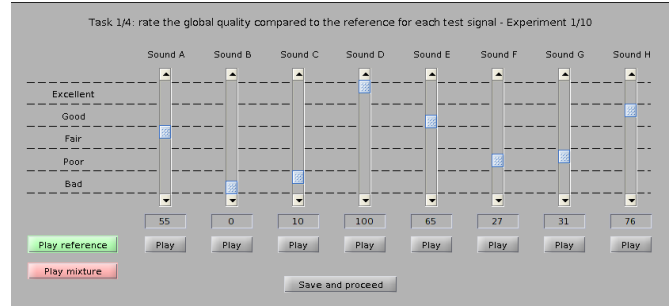 Task 1/4: rate the global quality compared to the reference for each test signal - Experiment 1/10
Sound A Sound B Sound C Sound D Sound E Sound F Sound G Sound H
Excellent
Good
Fair
Poor
Bad
55 0 10 100 65 27 31 76
Play reference Play Play Play Play Play Play Play Play
Play mixture
Save and proceed